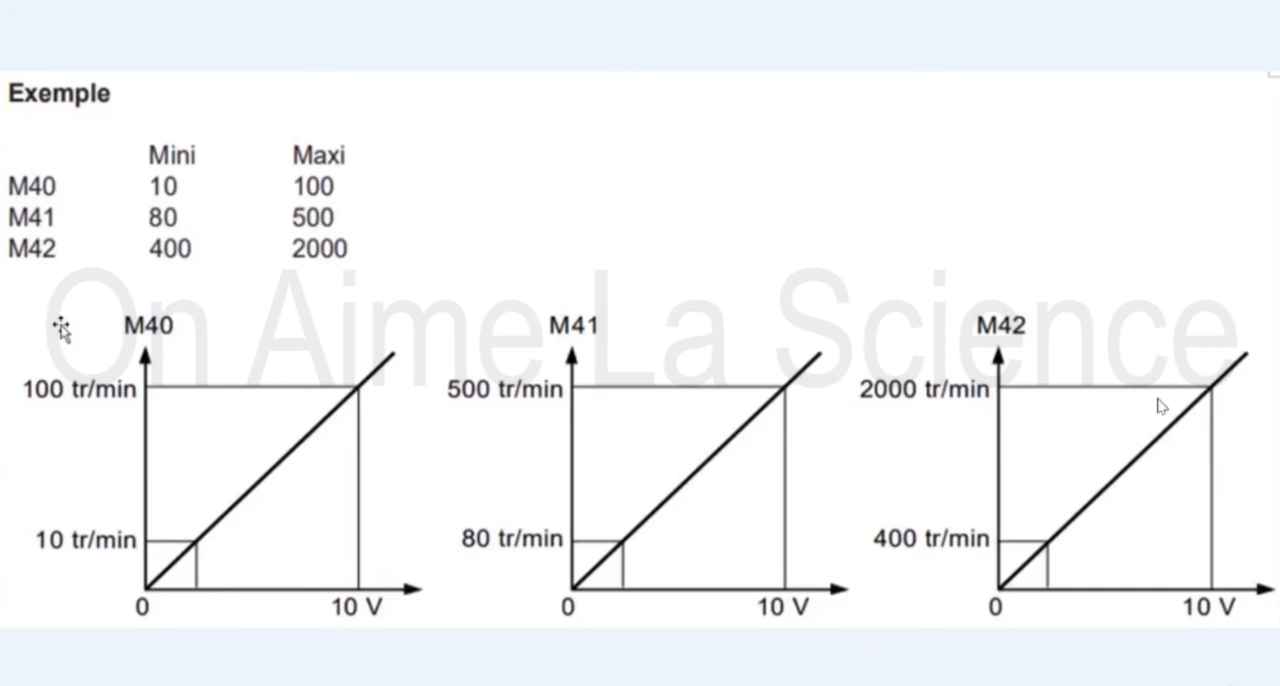 Exemple
Mini Maxi
M40 10 100
M41 80 500
M42 400 2000
On Aime La Science
M40 M41 M42
100 tr/min 500 tr/min 2000 tr/min
10 tr/min 80 tr/min 400 tr/min
0 10 V 0 10 V 0 10 V